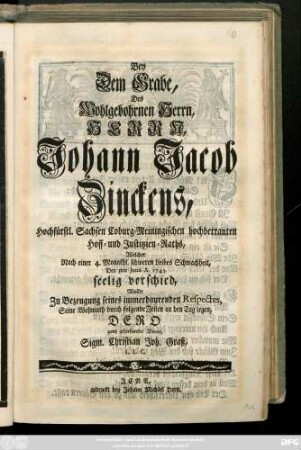 Bey
Dem Grabe,
Des
Wohlgebohrnen Herrn,
HERRN,
Johann Jacob
Zinckens,
Hochfürstl. Sachsen Coburg-Meiningischen hochbetrauten
Hoff- und Justizien-Raths,
Welcher
Nach einer 4. Monathl. schweren Leibes Schwachheit,
Den Junii A. 1743.
seelig verschied,
Wolte
Zu Bezeugung seines immerdaurenden Respectes,
Seine Wehmuth durch folgende Zeilen an den Tag legen,
DERO
gehorsamster Diener,
Sigm. Christian Joh. Groß,
JENA,
gedruckt bey Johann Michael Horn.